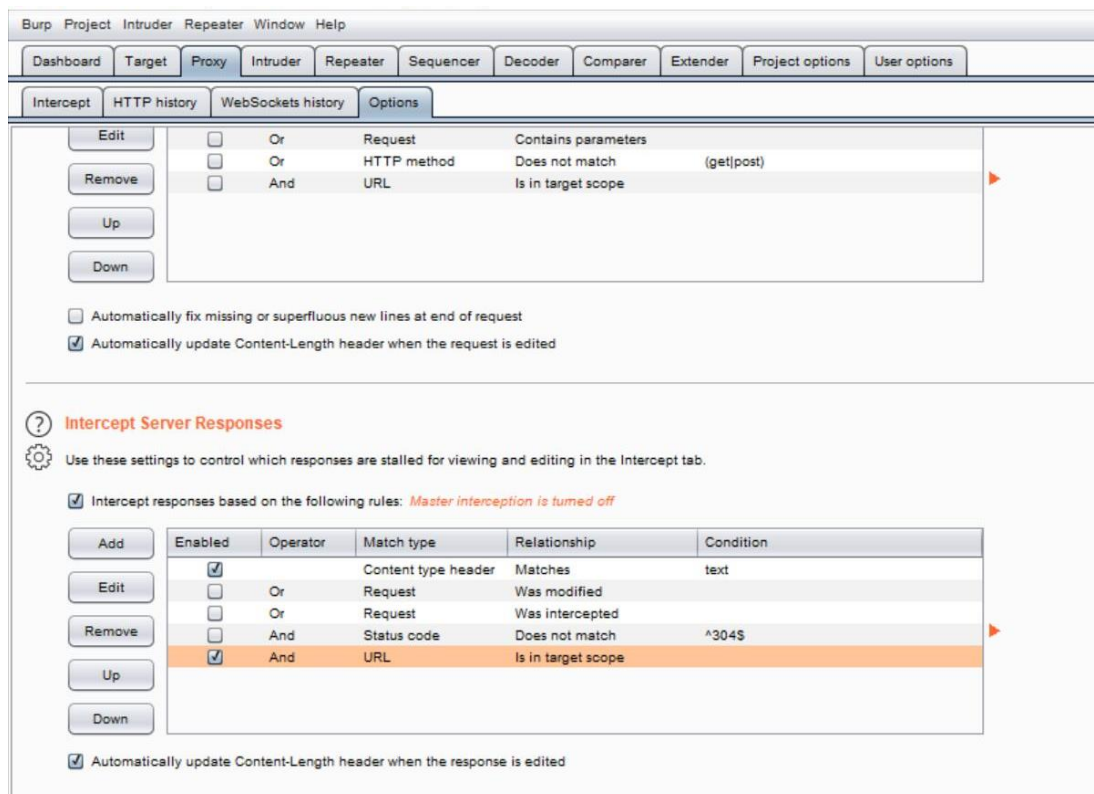 Burp Project Intruder Repeater Window Help
Dashboard Target Proxy Intruder Repeater Sequencer Decoder Comparer Extender Project options User options
Intercept HTTP history WebSockets history Options
Edit
Or Request Contains parameters
Or HTTP method Does not match (get|post)
Remove
And URL Is in target scope
Up
Down
Automatically fix missing or superfluous new lines at end of request
Automatically update Content-Length header when the request is edited
? Intercept Server Responses
Use these settings to control which responses are stalled for viewing and editing in the Intercept tab.
Intercept responses based on the following rules: Master interception is turned off
Add Enabled Operator Match type Relationship Condition
Content type header Matches text
Edit
Or Request Was modified
Or Request Was intercepted
Remove
And Status code Does not match ^304$
And URL Is in target scope
Up
Down
Automatically update Content-Length header when the response is edited